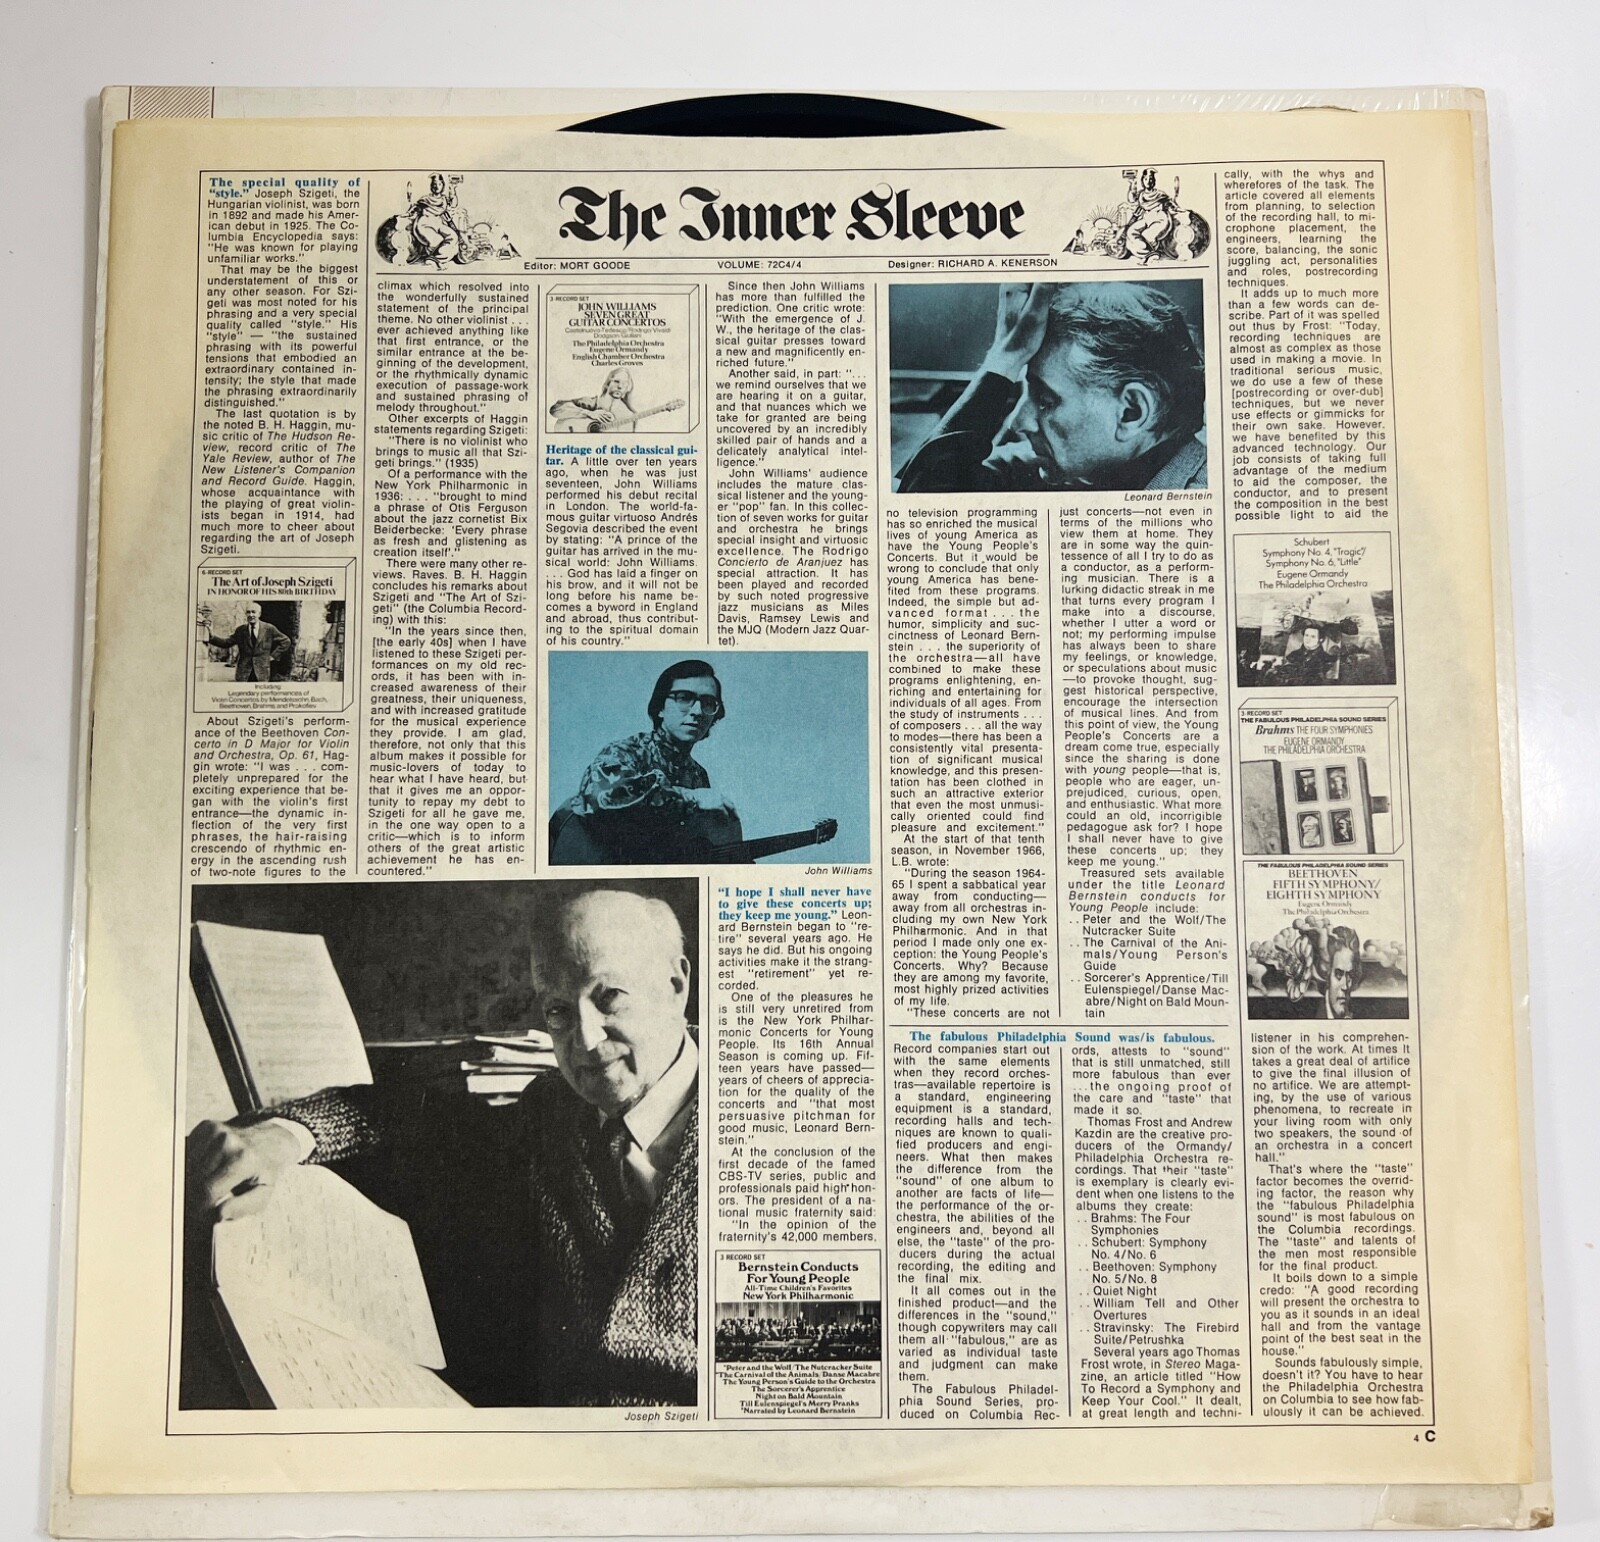 The Inner Sleeve
Editor: MORT GOODE
VOLUME: 72C4/4
Designer: RICHARD A. KENERSON
The special quality of
"style." Joseph Szigeti, the
Hungarian violinist, was born
in 1892 and made his Amer-
ican debut in 1925. The Co-
lumbia Encyclopedia says:
"He was known for playing
unfamiliar works."
That may be the biggest
understatement of this or
any other season. For Szi-
geti was most noted for his
phrasing and a very special
quality called "style." His
"style" — "the sustained
phrasing with its powerful
tensions that embodied an
extraordinary contained in-
tensity; the style that made
the phrasing extraordinarily
distinguished."
The last quotation is by
the noted B. H. Haggin, mu-
sic critic of The Hudson Re-
view, record critic of The
Yale Review, author of The
New Listener's Companion
and Record Guide. Haggin,
whose acquaintance with
the playing of great violin-
ists began in 1914, had
much more to cheer about
regarding the art of Joseph
Szigeti.
6-RECORD SET
The Art of Joseph Szigeti
IN HONOR OF HIS 80th BIRTHDAY
Including
Legendary performances of
Violin Concertos by Mendelssohn, Bach,
Beethoven, Brahms, and Prokofiev
About Szigeti's perform-
ance of the Beethoven Con-
certo in D Major for Violin
and Orchestra, Op. 61, Hag-
gin wrote: "I was . . . com-
pletely unprepared for the
exciting experience that be-
gan with the violin's first
entrance—the dynamic in-
flection of the very first
phrases, the hair-raising
crescendo of rhythmic en-
ergy in the ascending rush
of two-note figures to the
climax which resolved into
the wonderfully sustained
statement of the principal
theme. No other violinist . . .
ever achieved anything like
that first entrance, or the
similar entrance at the be-
ginning of the development,
or the rhythmically dynamic
execution of passage-work
and sustained phrasing of
melody throughout."
Other excerpts of Haggin
statements regarding Szigeti:
"There is no violinist who
brings to music all that Szi-
geti brings." (1935)
Of a performance with the
New York Philharmonic in
1936: . . . "brought to mind
a phrase of Otis Ferguson
about the jazz cornetist Bix
Beiderbecke: 'Every phrase
as fresh and glistening as
creation itself'."
There were many other re-
views. Raves. B. H. Haggin
concludes his remarks about
Szigeti and "The Art of Szi-
geti" (the Columbia Record-
ing) with this:
"In the years since then,
[the early 40s] when I have
listened to these Szigeti per-
formances on my old rec-
ords, it has been with in-
creased awareness of their
greatness, their uniqueness,
and with increased gratitude
for the musical experience
they provide. I am glad,
therefore, not only that this
album makes it possible for
music-lovers of today to
hear what I have heard, but
that it gives me an oppor-
tunity to repay my debt to
Szigeti for all he gave me,
in the one way open to a
critic—which is to inform
others of the great artistic
achievement he has en-
countered."
Joseph Szigeti
3-RECORD SET
JOHN WILLIAMS
SEVEN GREAT
GUITAR CONCERTOS
Castelnuovo-Tedesco/Rodrigo/Vivaldi
Dodgson/Giuliani
The Philadelphia Orchestra
Eugene Ormandy
English Chamber Orchestra
Charles Groves
Heritage of the classical gui-
tar. A little over ten years
ago, when he was just
seventeen, John Williams
performed his debut recital
in London. The world-fa-
mous guitar virtuoso Andrés
Segovia described the event
by stating: "A prince of the
guitar has arrived in the mu-
sical world: John Williams.
. . . God has laid a finger on
his brow, and it will not be
long before his name be-
comes a byword in England
and abroad, thus contribut-
ing to the spiritual domain
of his country."
Since then John Williams
has more than fulfilled the
prediction. One critic wrote:
"With the emergence of J.
W., the heritage of the clas-
sical guitar presses toward
a new and magnificently en-
riched future."
Another said, in part: ". . .
we remind ourselves that we
are hearing it on a guitar,
and that nuances which we
take for granted are being
uncovered by an incredibly
skilled pair of hands and a
delicately analytical intel-
ligence."
John Williams' audience
includes the mature clas-
sical listener and the young-
er "pop" fan. In this collec-
tion of seven works for guitar
and orchestra he brings
special insight and virtuosic
excellence. The Rodrigo
Concierto de Aranjuez has
special attraction. It has
been played and recorded
by such noted progressive
jazz musicians as Miles
Davis, Ramsey Lewis and
the MJQ (Modern Jazz Quar-
tet).
John Williams
"I hope I shall never have
to give these concerts up;
they keep me young." Leon-
ard Bernstein began to "re-
tire" several years ago. He
says he did. But his ongoing
activities make it the strang-
est "retirement" yet re-
corded.
One of the pleasures he
is still very unretired from
is the New York Philhar-
monic Concerts for Young
People. Its 16th Annual
Season is coming up. Fif-
teen years have passed—
years of cheers of apprecia-
tion for the quality of the
concerts and "that most
persuasive pitchman for
good music, Leonard Bern-
stein."
At the conclusion of the
first decade of the famed
CBS-TV series, public and
professionals paid high hon-
ors. The president of a na-
tional music fraternity said:
"In the opinion of the
fraternity's 42,000 members,
3 RECORD SET
Bernstein Conducts
For Young People
All-Time Children's Favorites
New York Philharmonic
*Peter and the Wolf/The Nutcracker Suite
*The Carnival of the Animals/Danse Macabre
The Young Person's Guide to the Orchestra
The Sorcerer's Apprentice
Night on Bald Mountain
Till Eulenspiegel's Merry Pranks
*Narrated by Leonard Bernstein
Leonard Bernstein
no television programming
has so enriched the musical
lives of young America as
have the Young People's
Concerts. But it would be
wrong to conclude that only
young America has bene-
fited from these programs.
Indeed, the simple but ad-
vanced format . . . the
humor, simplicity and suc-
cinctness of Leonard Bern-
stein . . . the superiority of
the orchestra—all have
combined to make these
programs enlightening, en-
riching and entertaining for
individuals of all ages. From
the study of instruments . . .
of composers . . . all the way
to modes—there has been a
consistently vital presenta-
tion of significant musical
knowledge, and this presen-
tation has been clothed in
such an attractive exterior
that even the most unmusi-
cally oriented could find
pleasure and excitement."
At the start of that tenth
season, in November 1966,
L.B. wrote:
"During the season 1964-
65 I spent a sabbatical year
away from conducting—
away from all orchestras in-
cluding my own New York
Philharmonic. And in that
period I made only one ex-
ception: the Young People's
Concerts. Why? Because
they are among my favorite,
most highly prized activities
of my life.
"These concerts are not
just concerts—not even in
terms of the millions who
view them at home. They
are in some way the quin-
tessence of all I try to do as
a conductor, as a perform-
ing musician. There is a
lurking didactic streak in me
that turns every program I
make into a discourse,
whether I utter a word or
not; my performing impulse
has always been to share
my feelings, or knowledge,
or speculations about music
—to provoke thought, sug-
gest historical perspective,
encourage the intersection
of musical lines. And from
this point of view, the Young
People's Concerts are a
dream come true, especially
since the sharing is done
with young people—that is,
people who are eager, un-
prejudiced, curious, open,
and enthusiastic. What more
could an old, incorrigible
pedagogue ask for? I hope
I shall never have to give
these concerts up; they
keep me young."
Treasured sets available
under the title Leonard
Bernstein conducts for
Young People include:
. . Peter and the Wolf/The
Nutcracker Suite
. . The Carnival of the Ani-
mals/Young Person's
Guide
. . Sorcerer's Apprentice/Till
Eulenspiegel/Danse Mac-
abre/Night on Bald Moun-
tain
The fabulous Philadelphia Sound was/is fabulous.
Record companies start out
with the same elements
when they record orches-
tras—available repertoire is
a standard, engineering
equipment is a standard,
recording halls and tech-
niques are known to quali-
fied producers and engi-
neers. What then makes
the difference from the
"sound" of one album to
another are facts of life—
the performance of the or-
chestra, the abilities of the
engineers and, beyond all
else, the "taste" of the pro-
ducers during the actual
recording, the editing and
the final mix.
It all comes out in the
finished product—and the
differences in the "sound,"
though copywriters may call
them all "fabulous," are as
varied as individual taste
and judgment can make
them.
The Fabulous Philadel-
phia Sound Series, pro-
duced on Columbia Rec-
ords, attests to "sound"
that is still unmatched, still
more fabulous than ever
. . . the ongoing proof of
the care and "taste" that
made it so.
Thomas Frost and Andrew
Kazdin are the creative pro-
ducers of the Ormandy/
Philadelphia Orchestra re-
cordings. That their "taste"
is exemplary is clearly evi-
dent when one listens to the
albums they create:
. . Brahms: The Four
Symphonies
. . Schubert: Symphony
No. 4/No. 6
. . Beethoven: Symphony
No. 5/No. 8
. . Quiet Night
. . William Tell and Other
Overtures
. . Stravinsky: The Firebird
Suite/Petrushka
Several years ago Thomas
Frost wrote, in Stereo Maga-
zine, an article titled "How
To Record a Symphony and
Keep Your Cool." It dealt,
at great length and techni-
cally, with the whys and
wherefores of the task. The
article covered all elements
from planning, to selection
of the recording hall, to mi-
crophone placement, the
engineers, learning the
score, balancing, the sonic
juggling act, personalities
and roles, postrecording
techniques.
It adds up to much more
than a few words can de-
scribe. Part of it was spelled
out thus by Frost: "Today,
recording techniques are
almost as complex as those
used in making a movie. In
traditional serious music,
we do use a few of these
[postrecording or over-dub]
techniques, but we never
use effects or gimmicks for
their own sake. However,
we have benefited by this
advanced technology. Our
job consists of taking full
advantage of the medium
to aid the composer, the
conductor, and to present
the composition in the best
possible light to aid the
Schubert
Symphony No. 4, "Tragic"/
Symphony No. 6, "Little"
Eugene Ormandy
The Philadelphia Orchestra
3-RECORD SET
THE FABULOUS PHILADELPHIA SOUND SERIES
Brahms THE FOUR SYMPHONIES
EUGENE ORMANDY
THE PHILADELPHIA ORCHESTRA
THE FABULOUS PHILADELPHIA SOUND SERIES
BEETHOVEN
FIFTH SYMPHONY/
EIGHTH SYMPHONY
Eugene Ormandy
The Philadelphia Orchestra
listener in his comprehen-
sion of the work. At times It
takes a great deal of artifice
to give the final illusion of
no artifice. We are attempt-
ing, by the use of various
phenomena, to recreate in
your living room with only
two speakers, the sound of
an orchestra in a concert
hall."
That's where the "taste"
factor becomes the overrid-
ing factor, the reason why
the "fabulous Philadelphia
sound" is most fabulous on
the Columbia recordings.
The "taste" and talents of
the men most responsible
for the final product.
It boils down to a simple
credo: "A good recording
will present the orchestra to
you as it sounds in an ideal
hall and from the vantage
point of the best seat in the
house."
Sounds fabulously simple,
doesn't it? You have to hear
the Philadelphia Orchestra
on Columbia to see how fab-
ulously it can be achieved.
4 C